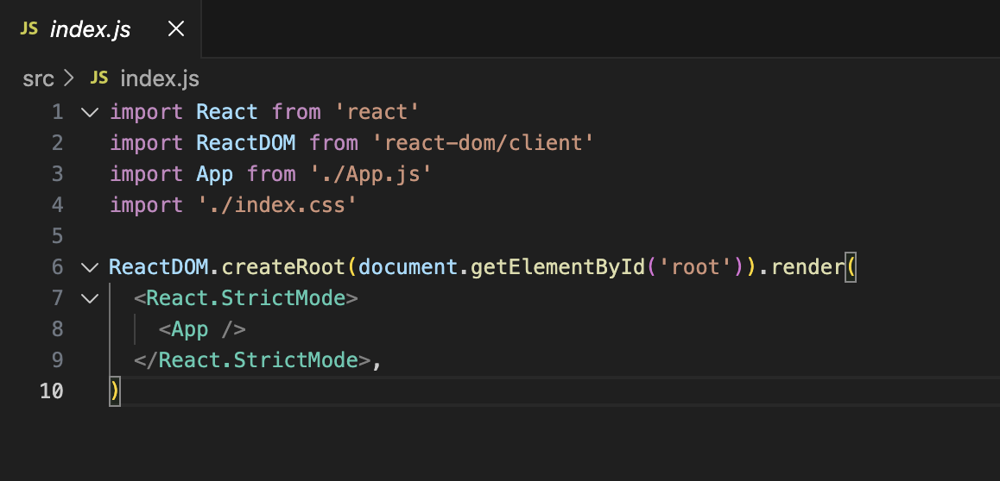 JS index.js
src > JS index.js
1 import React from 'react'
2 import ReactDOM from 'react-dom/client'
3 import App from './App.js'
4 import './index.css'
5
6 ReactDOM.createRoot(document.getElementById('root')).render(
7   <React.StrictMode>
8     <App />
9   </React.StrictMode>,
10 )